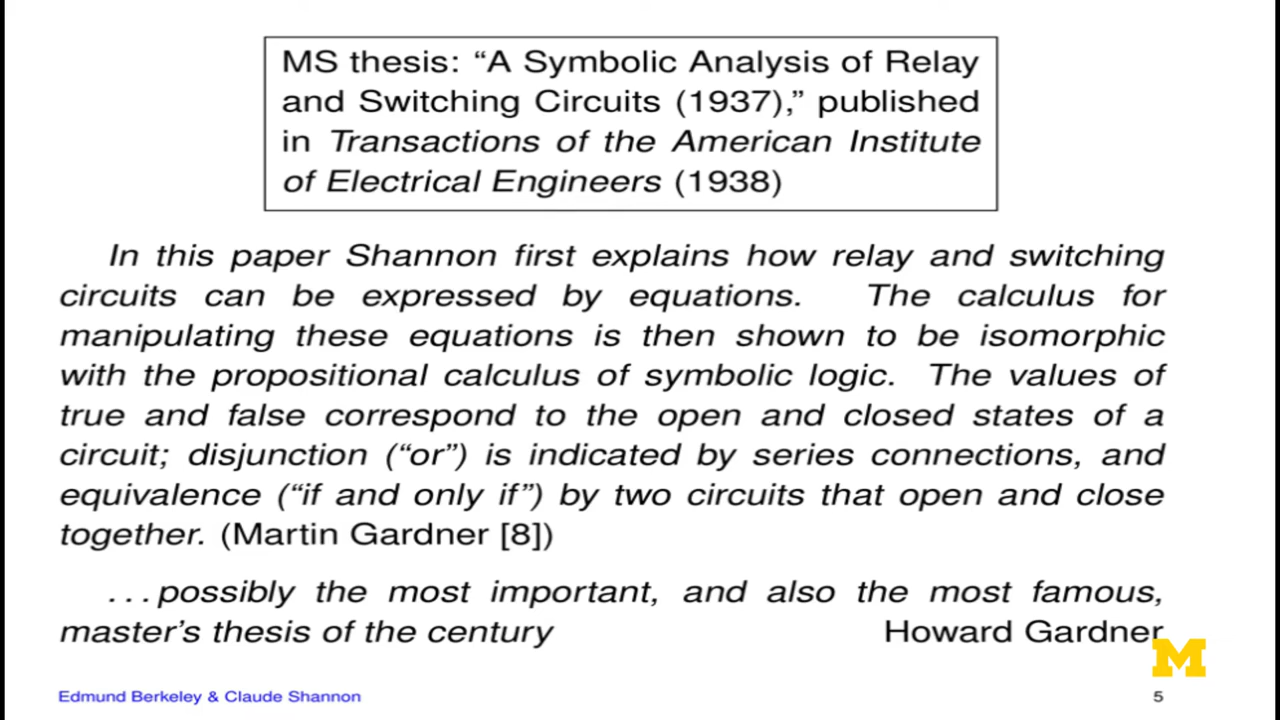 MS thesis: “A Symbolic Analysis of Relay
and Switching Circuits (1937),” published
in Transactions of the American Institute
of Electrical Engineers (1938)
In this paper Shannon first explains how relay and switching
circuits can be expressed by equations. The calculus for
manipulating these equations is then shown to be isomorphic
with the propositional calculus of symbolic logic. The values of
true and false correspond to the open and closed states of a
circuit; disjunction (“or”) is indicated by series connections, and
equivalence (“if and only if”) by two circuits that open and close
together. (Martin Gardner [8])
...possibly the most important, and also the most famous,
master’s thesis of the century Howard Gardner
M
Edmund Berkeley & Claude Shannon 5